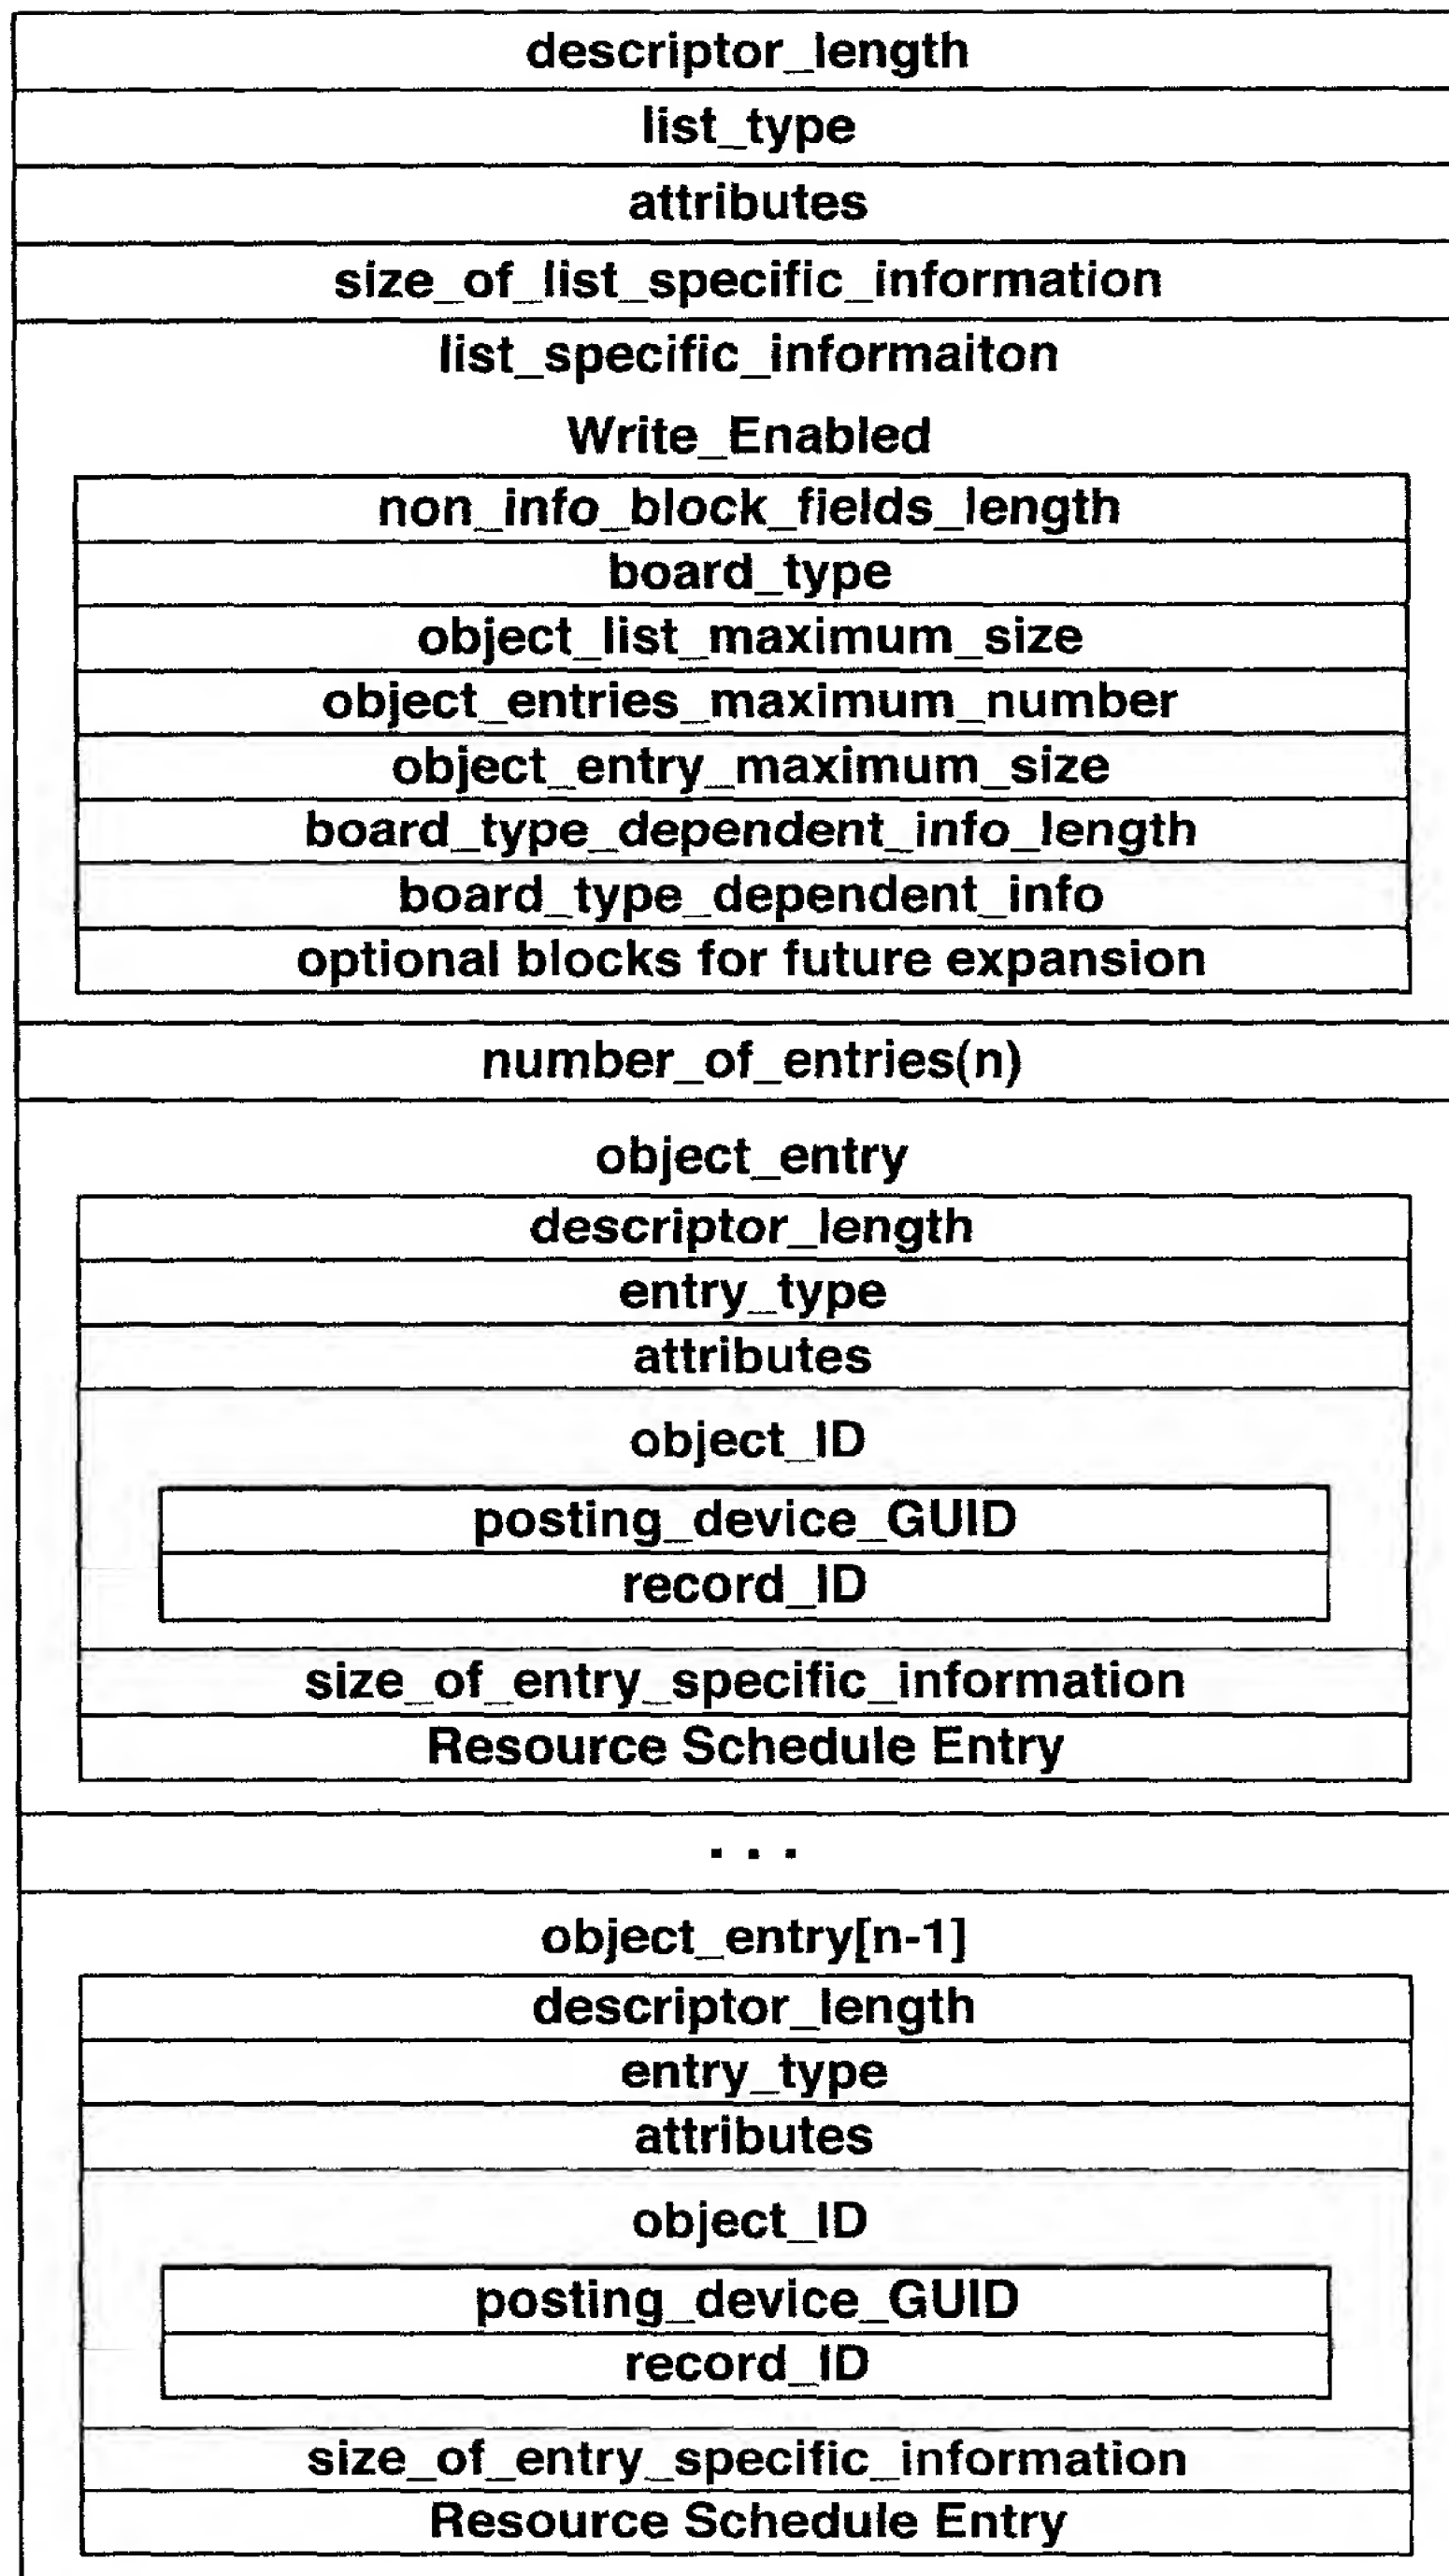 descriptor_length
list_type
attributes
size_of_list_specific_information
list_specific_informaiton
Write_Enabled
non_info_block_fields_length
board_type
object_list_maximum_size
object_entries_maximum_number
object_entry_maximum_size
board_type_dependent_info_length
board_type_dependent_info
optional blocks for future expansion
number_of_entries(n)
object_entry
descriptor_length
entry_type
attributes
object_ID
posting_device_GUID
record_ID
size_of_entry_specific_information
Resource Schedule Entry
. . .
object_entry[n-1]
descriptor_length
entry_type
attributes
object_ID
posting_device_GUID
record_ID
size_of_entry_specific_information
Resource Schedule Entry